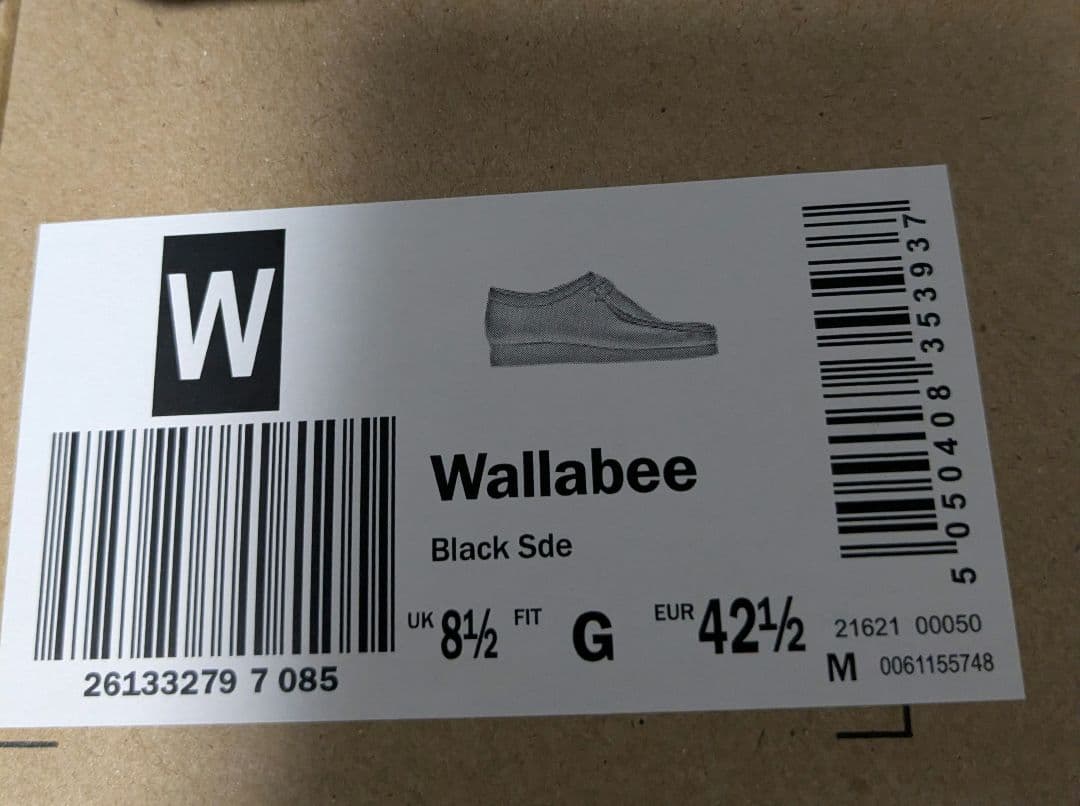 W
26133279 7 085
Wallabee
Black Sde
UK 8½ FIT G EUR 42½
5 050408 353937
21621 00050
M 0061155748